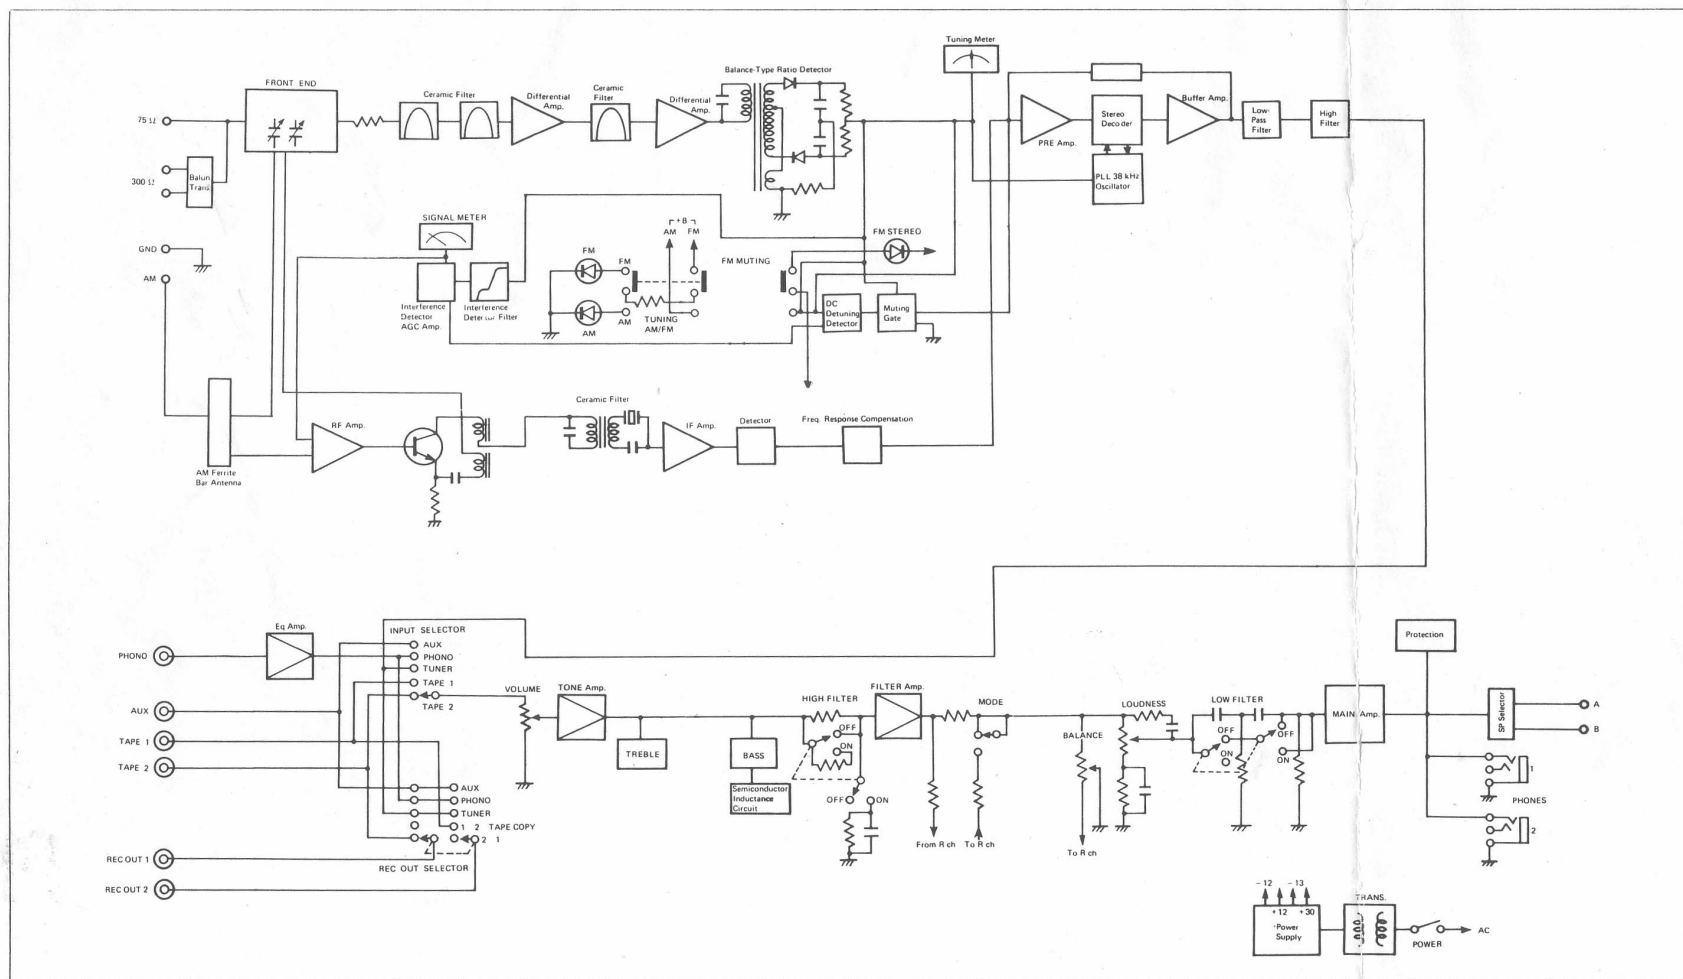 Tuning Meter
FRONT END
Balance-Type Ratio Detector
Ceramic Filter
Differential
Amp.
Ceramic
Filter
Differential
Amp.
Buffer Amp.
75 Ω
Stereo
Decoder
Low-
Pass
Filter
High
Filter
PRE Amp.
300 Ω
Balun
Trans.
PLL 38 kHz
Oscillator
SIGNAL METER
+B
AM
FM
FM STEREO
GND
FM
FM
FM MUTING
AM
Interference
Detector
AGC Amp.
Interference
Detector Filter
AM
AM
TUNING
AM/FM
DC
Detuning
Detector
Muting
Gate
Ceramic Filter
RF Amp.
IF Amp.
Detector
Freq. Response Compensation
AM Ferrite
Bar Antenna
Eq Amp.
INPUT SELECTOR
AUX
PHONO
PHONO
TUNER
TAPE 1
TAPE 2
Protection
VOLUME
TONE Amp.
HIGH FILTER
FILTER Amp.
MODE
LOUDNESS
LOW FILTER
MAIN Amp.
SP Selector
A
B
AUX
TAPE 1
TAPE 2
TREBLE
BASS
Semiconductor
Inductance
Circuit
OFF
ON
OFF
ON
BALANCE
OFF
ON
OFF
ON
1
PHONES
2
AUX
PHONO
TUNER
1 2 TAPE COPY
2 1
From R ch
To R ch
To R ch
REC OUT 1
REC OUT SELECTOR
REC OUT 2
-12
-13
+12
+30
Power
Supply
TRANS.
POWER
AC